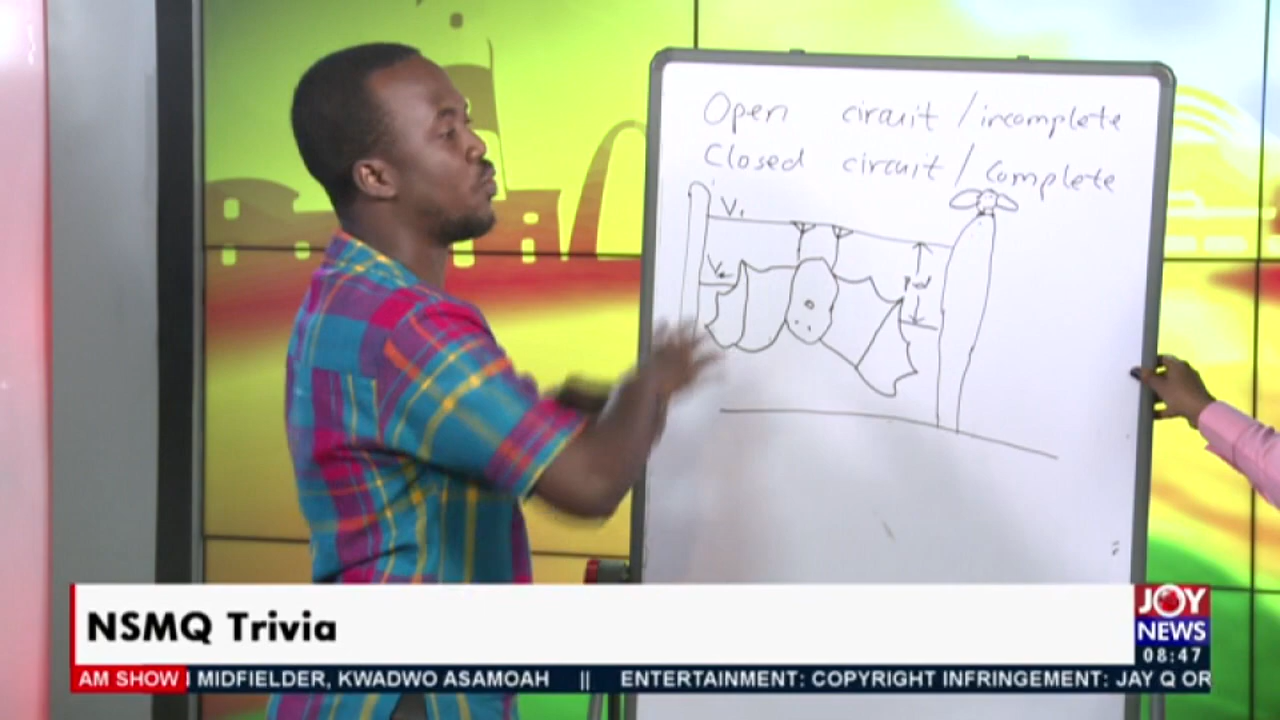 Open circuit / incomplete
Closed circuit / complete
V₁
d
NSMQ Trivia
JOY
NEWS
08:47
AM SHOW MIDFIELDER, KWADWO ASAMOAH || ENTERTAINMENT: COPYRIGHT INFRINGEMENT: JAY Q OR